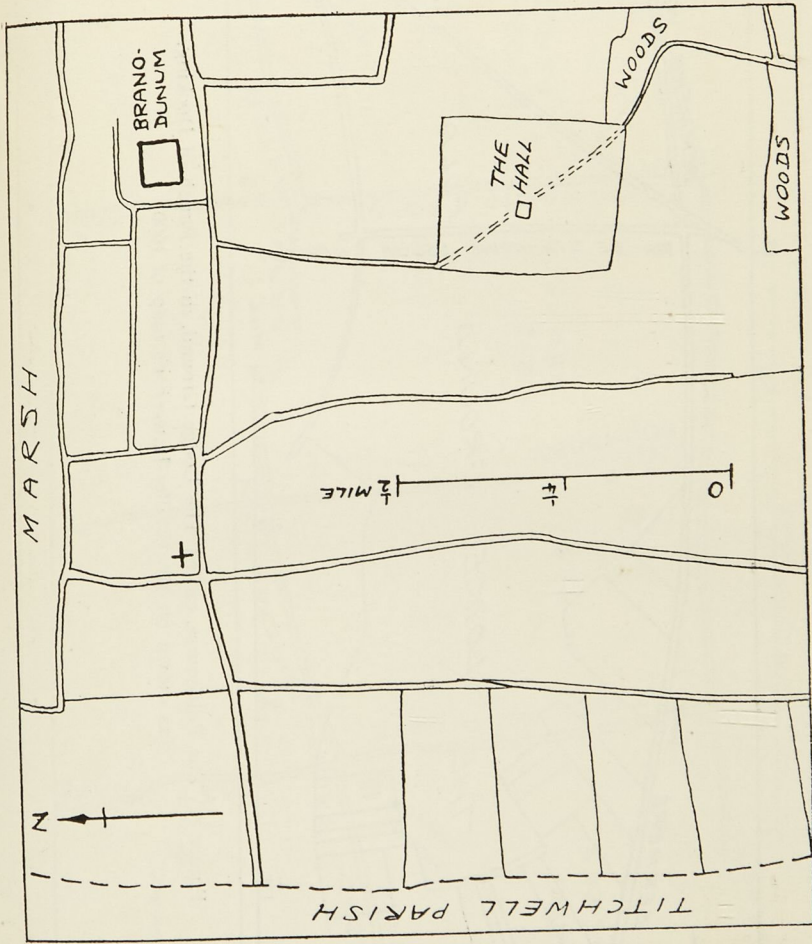 MARSH
BRANO-
DUNUM
THE
HALL
WOODS
WOODS
½ MILE
¼
0
N
TITCHWELL PARISH